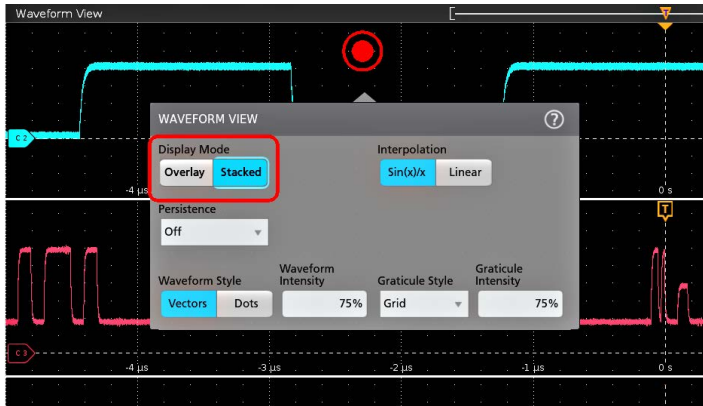 Waveform View
T
WAVEFORM VIEW
?
Display Mode
Interpolation
C 2
Overlay
Stacked
Sin(x)/x
Linear
-4 µs
0 s
Persistence
T
Off
Waveform Style
Waveform
Intensity
Graticule Style
Graticule
Intensity
Vectors
Dots
75%
Grid
75%
C 3
-4 µs
-3 µs
-2 µs
-1 µs
0 s